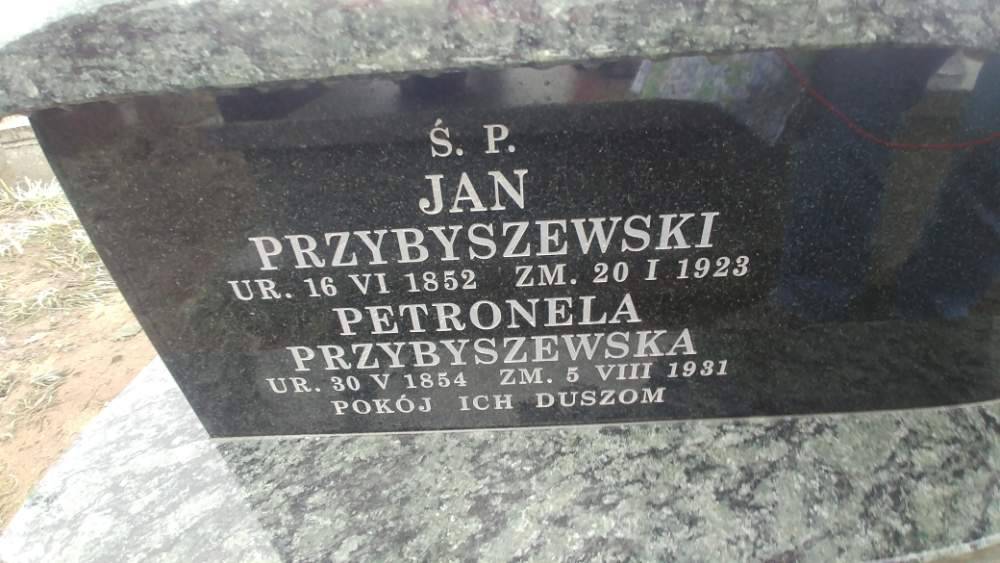 Ś. P.
JAN
PRZYBYSZEWSKI
UR. 16 VI 1852 ZM. 20 I 1923
PETRONELA
PRZYBYSZEWSKA
UR. 30 V 1854 ZM. 5 VIII 1931
POKÓJ ICH DUSZOM